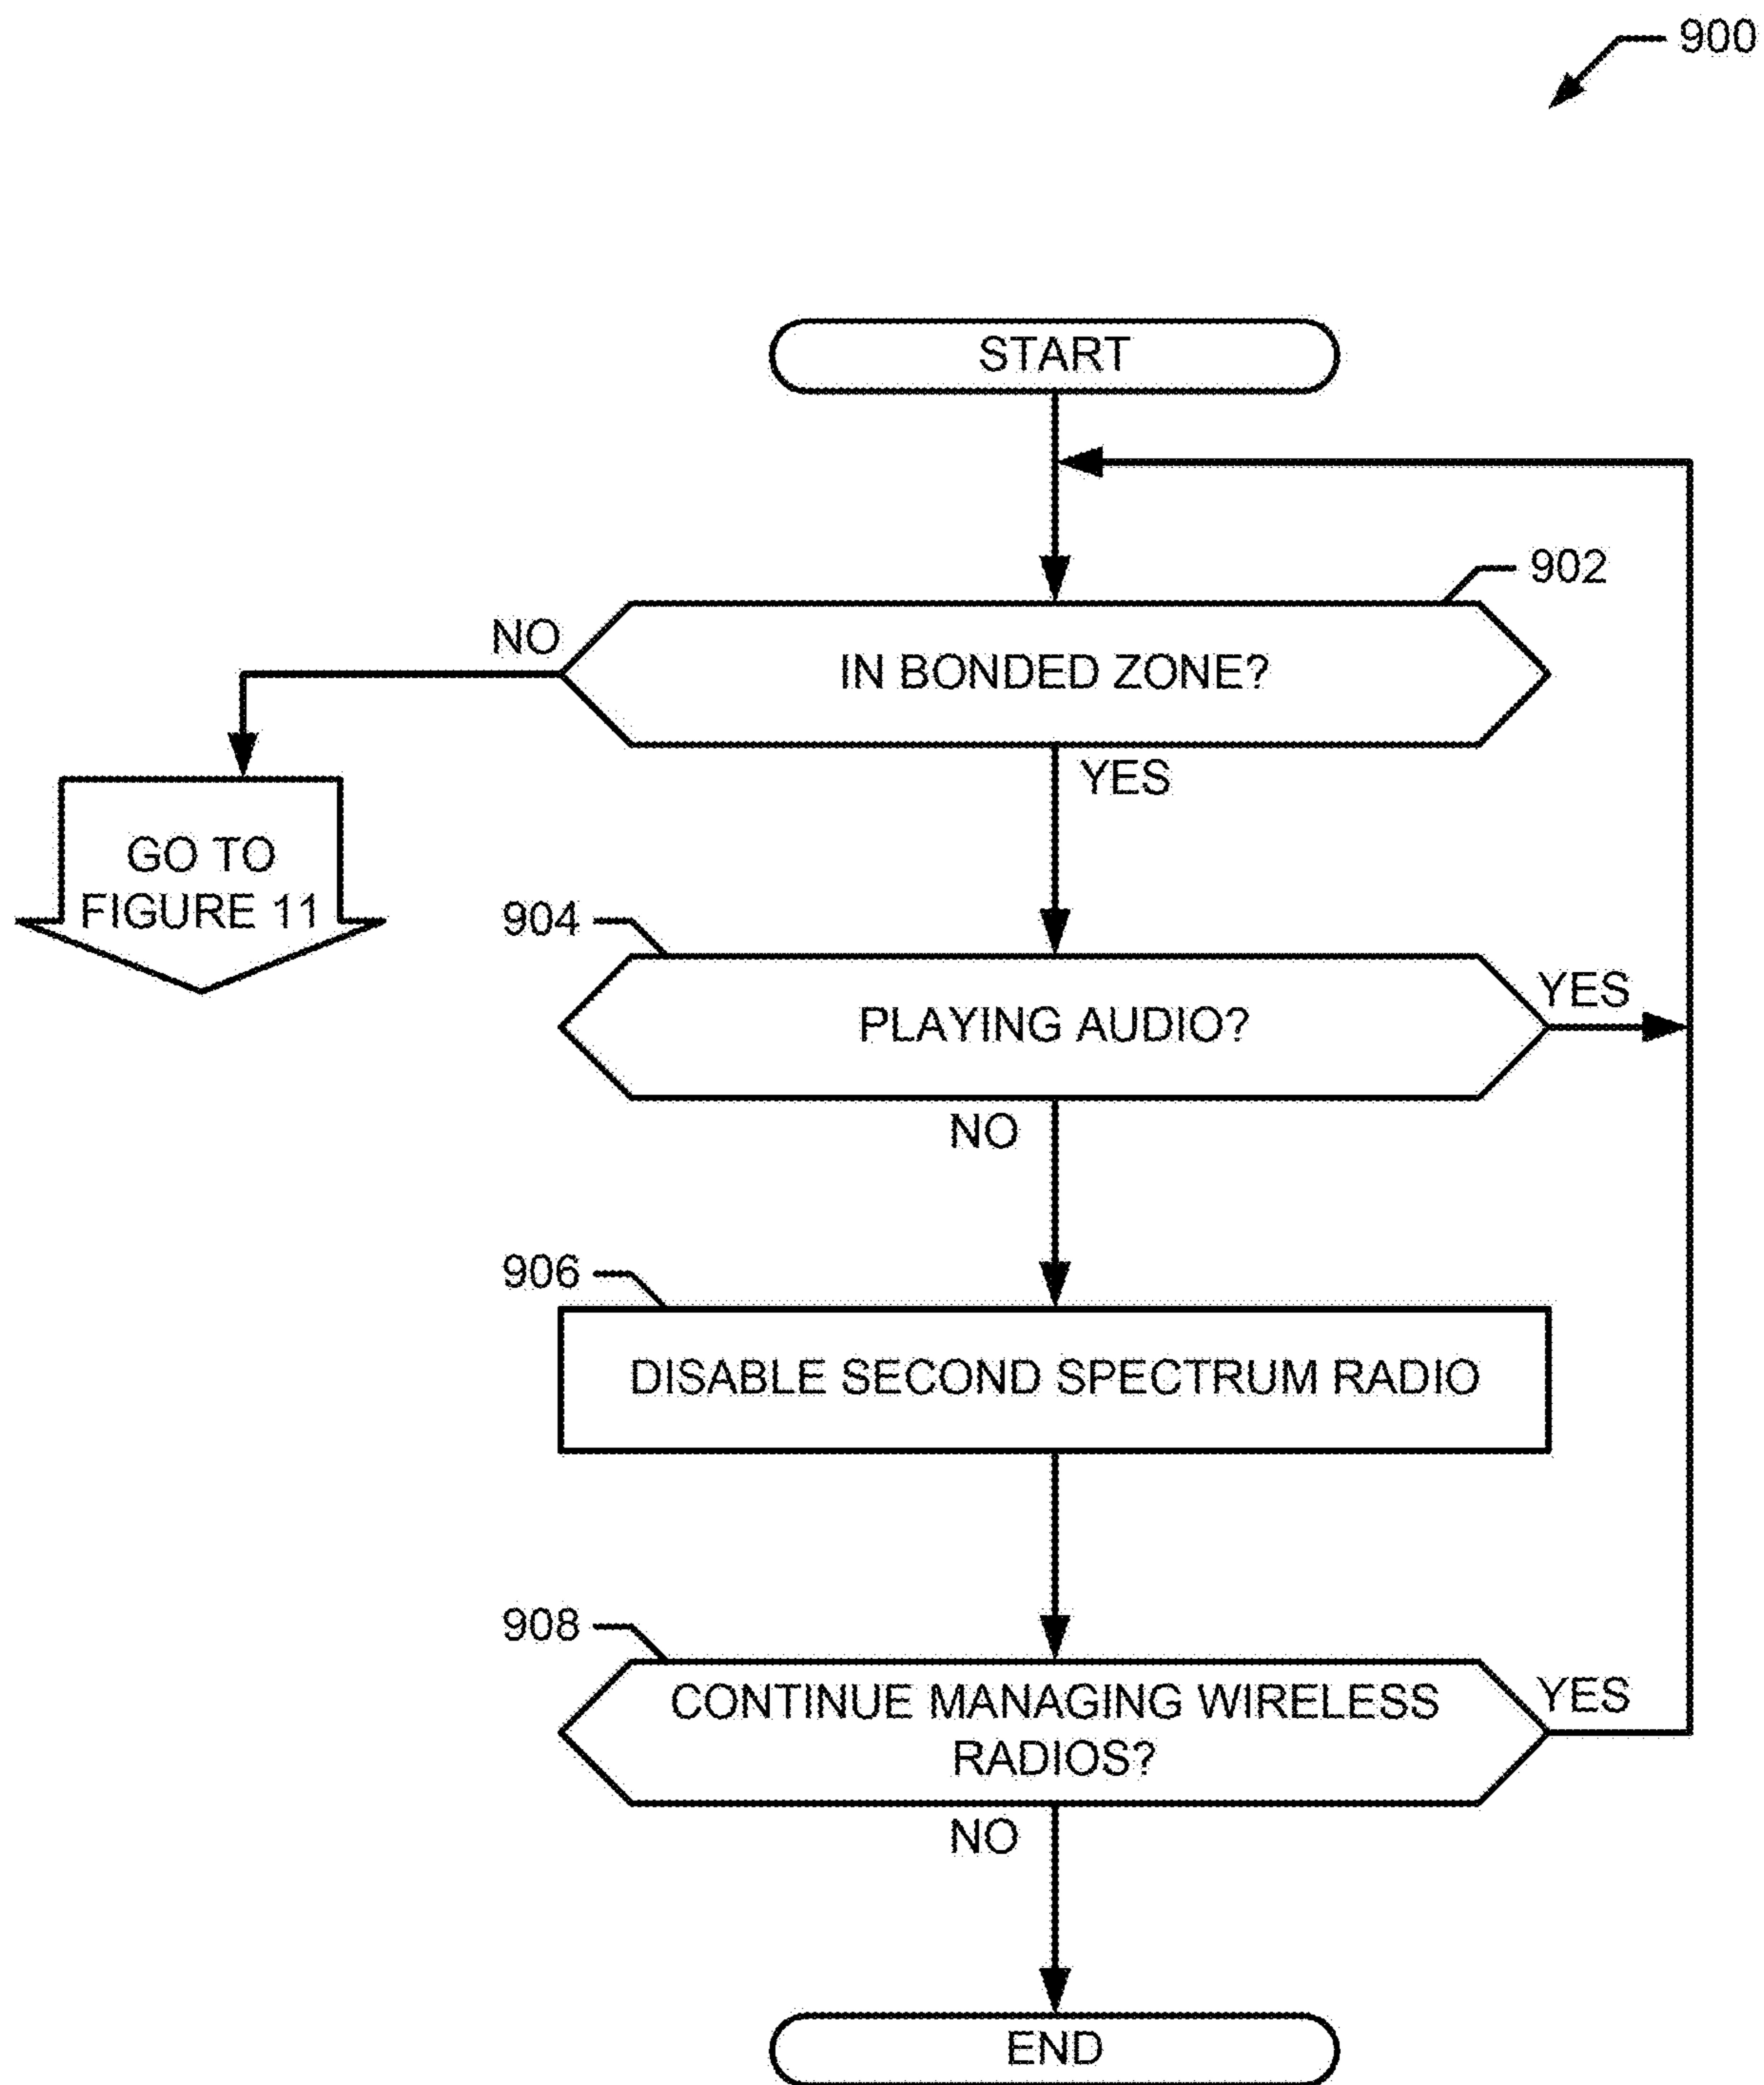 900
START
902
NO
IN BONDED ZONE?
YES
GO TO
FIGURE 11
904
YES
PLAYING AUDIO?
NO
906
DISABLE SECOND SPECTRUM RADIO
908
CONTINUE MANAGING WIRELESS
RADIOS?
YES
NO
END